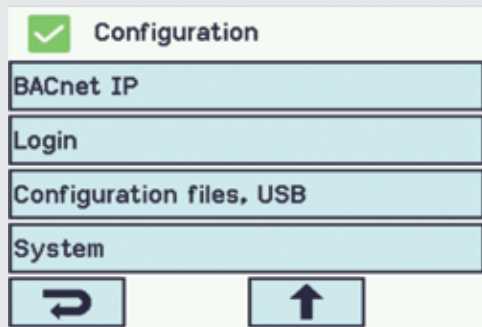 Configuration
BACnet IP
Login
Configuration files, USB
System